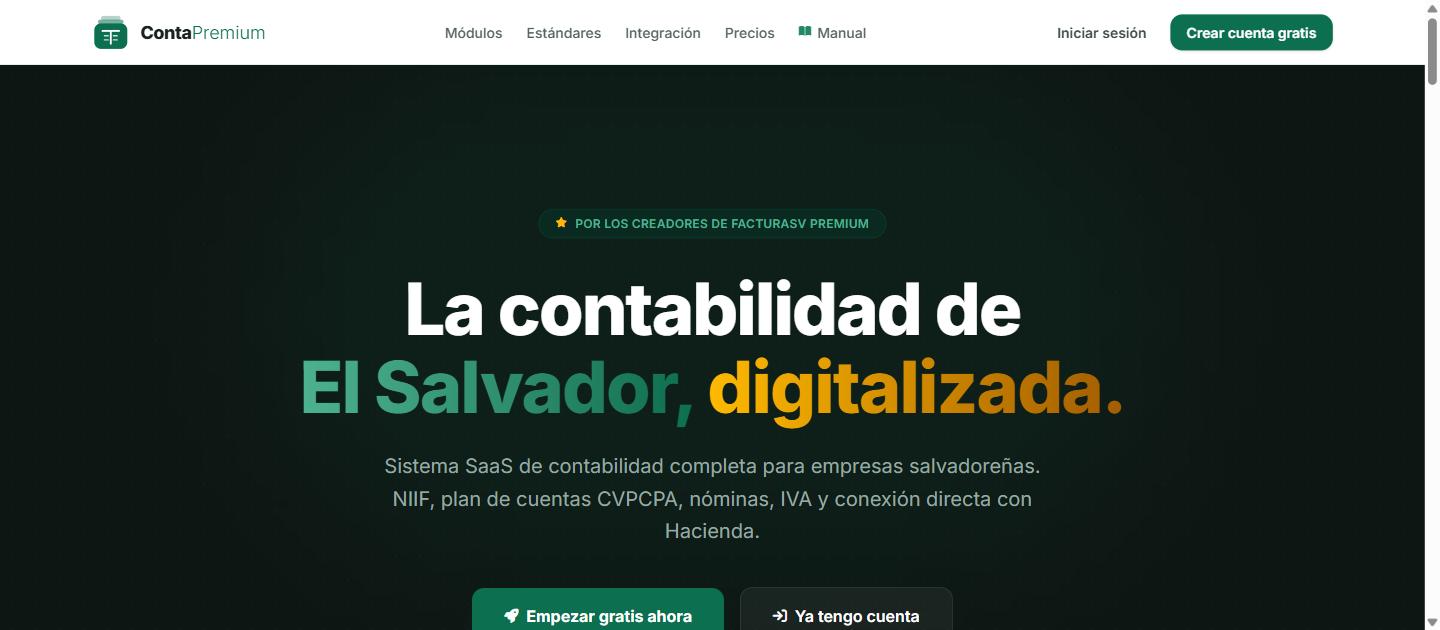 ContaPremium
Módulos
Estándares
Integración
Precios
Manual
Iniciar sesión
Crear cuenta gratis
POR LOS CREADORES DE FACTURASV PREMIUM
La contabilidad de
El Salvador, digitalizada.
Sistema SaaS de contabilidad completa para empresas salvadoreñas.
NIIF, plan de cuentas CVPCPA, nóminas, IVA y conexión directa con
Hacienda.
Empezar gratis ahora
Ya tengo cuenta